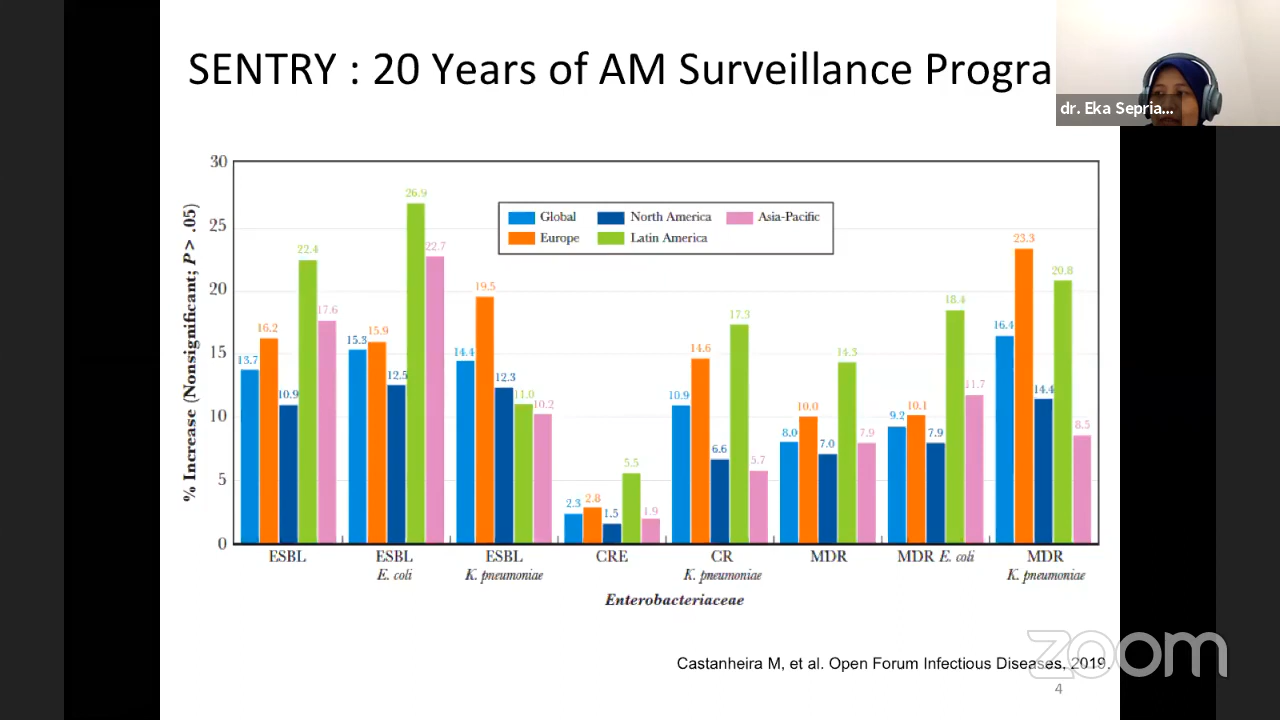 SENTRY : 20 Years of AM Surveillance Progra
dr. Eka Sepria...
% Increase (Nonsignificant; P > .05)
30
25
20
15
10
5
0
Global
North America
Asia-Pacific
Europe
Latin America
13.7
16.2
10.9
22.4
17.6
15.3
15.9
12.5
26.9
22.7
14.4
19.5
12.3
11.0
10.2
2.3
2.8
1.5
5.5
1.9
10.9
14.6
6.6
17.3
5.7
8.0
10.0
7.0
14.3
7.9
9.2
10.1
7.9
18.4
11.7
16.4
23.3
14.4
20.8
8.5
ESBL
ESBL
E. coli
ESBL
K. pneumoniae
CRE
CR
K. pneumoniae
MDR
MDR E. coli
MDR
K. pneumoniae
Enterobacteriaceae
Castanheira M, et al. Open Forum Infectious Diseases, 2019.
4
zoom